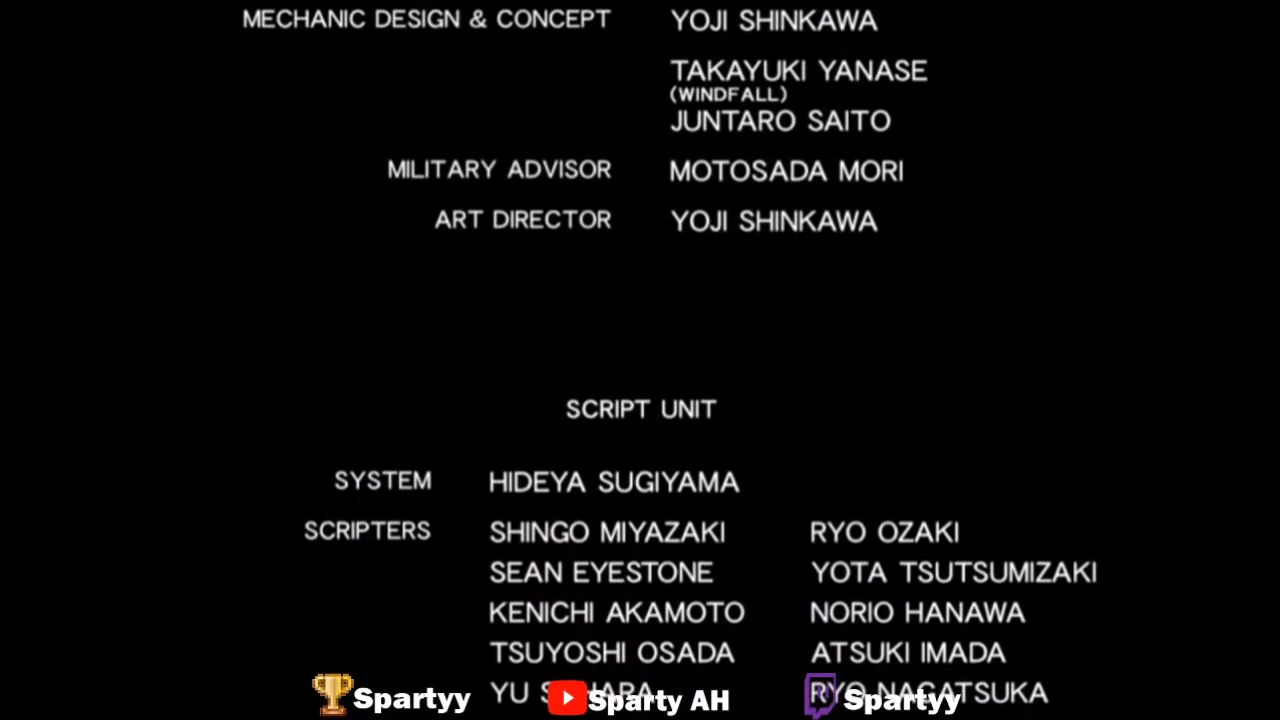 MECHANIC DESIGN & CONCEPT YOJI SHINKAWA
TAKAYUKI YANASE
(WINDFALL)
JUNTARO SAITO
MILITARY ADVISOR MOTOSADA MORI
ART DIRECTOR YOJI SHINKAWA
SCRIPT UNIT
SYSTEM HIDEYA SUGIYAMA
SCRIPTERS SHINGO MIYAZAKI RYO OZAKI
SEAN EYESTONE YOTA TSUTSUMIZAKI
KENICHI AKAMOTO NORIO HANAWA
TSUYOSHI OSADA ATSUKI IMADA
YU RYO NAGATSUKA
Spartyy Sparty AH Spartyy